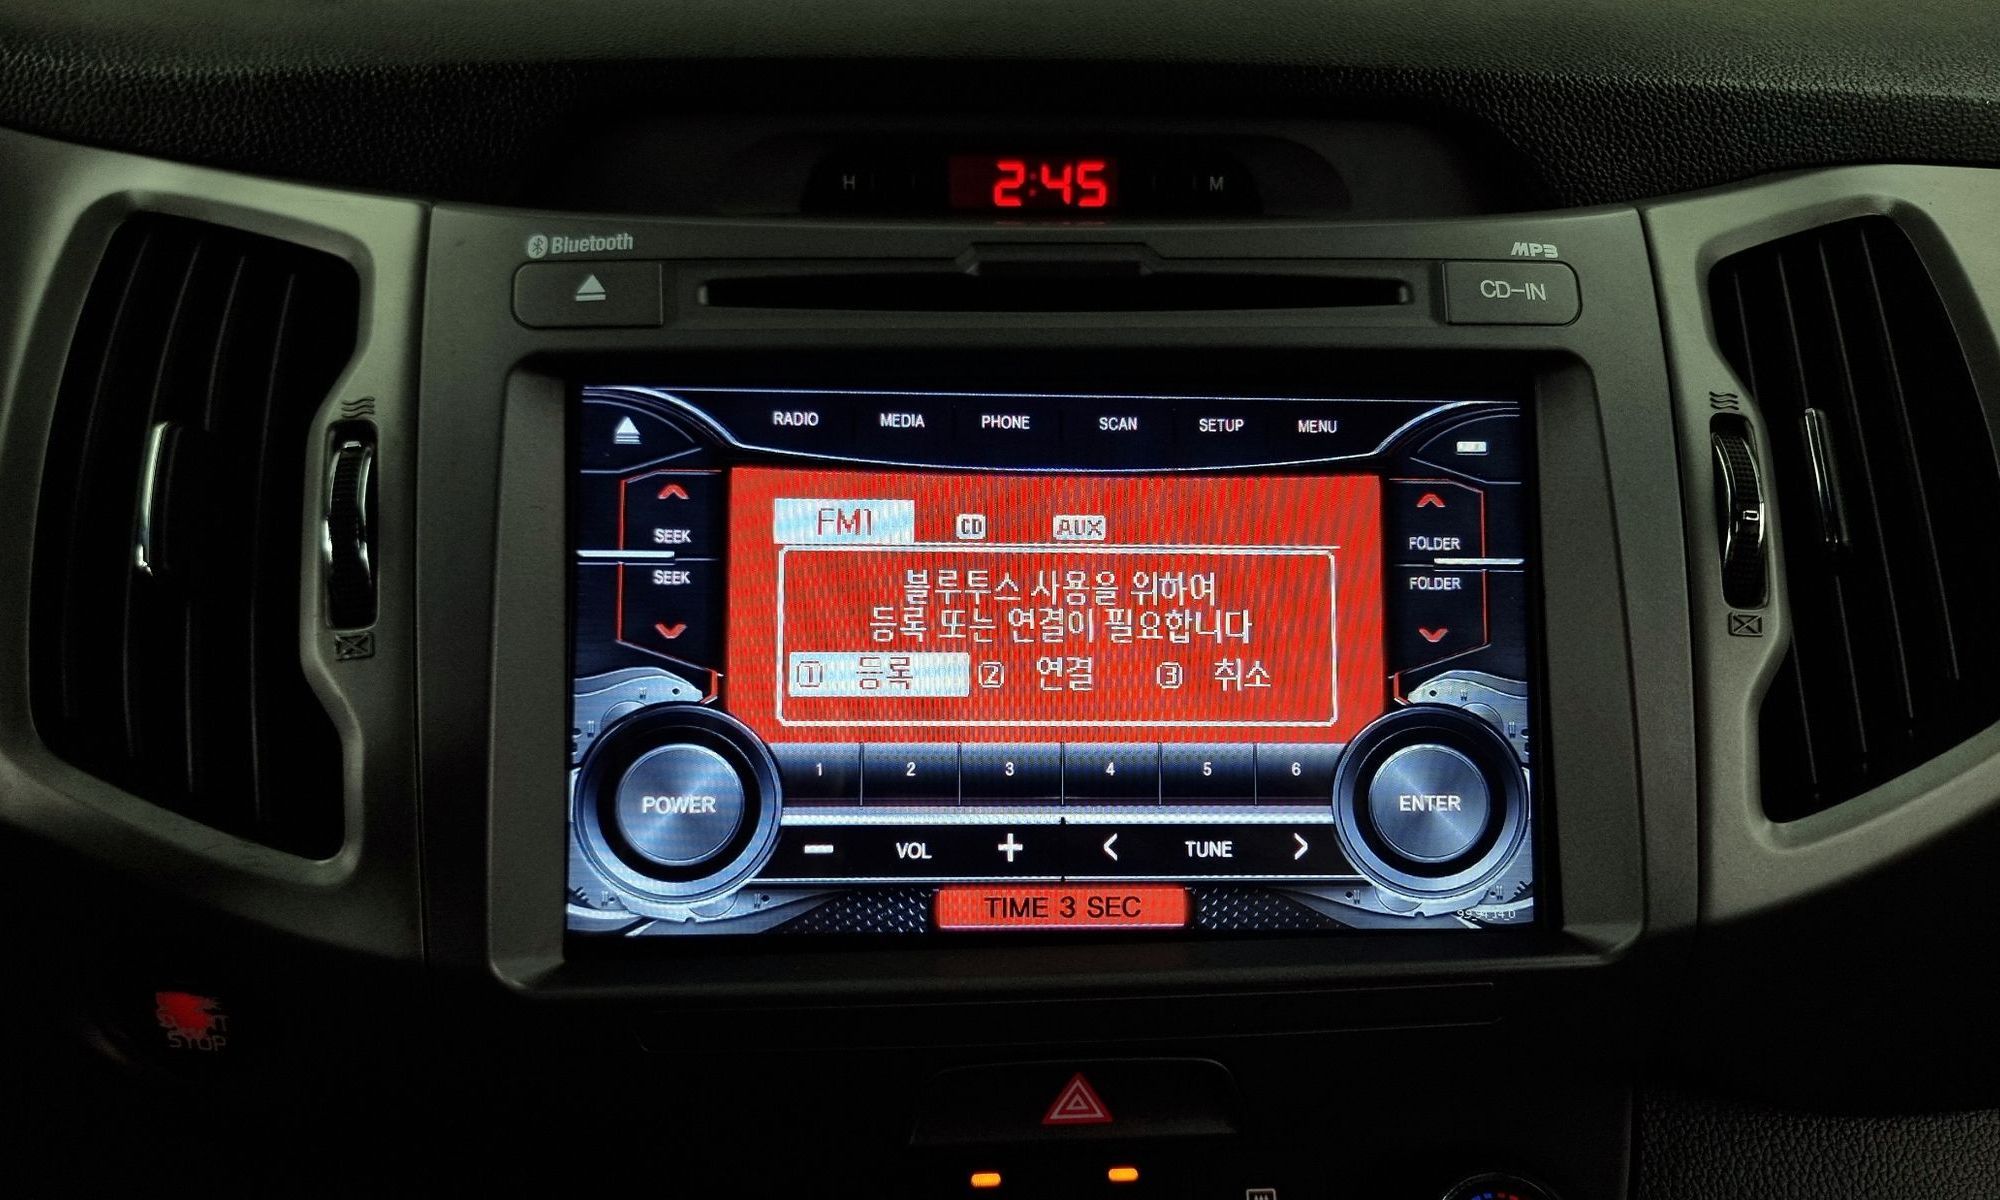 2:45
H
M
Bluetooth
MP3
CD-IN
RADIO MEDIA PHONE SCAN SETUP MENU
FM1 CD AUX
SEEK
SEEK
FOLDER
FOLDER
블루투스 사용을 위하여
등록 또는 연결이 필요합니다
① 등록 ② 연결 ③ 취소
1 2 3 4 5 6
POWER
ENTER
− VOL + < TUNE >
TIME 3 SEC
STOP